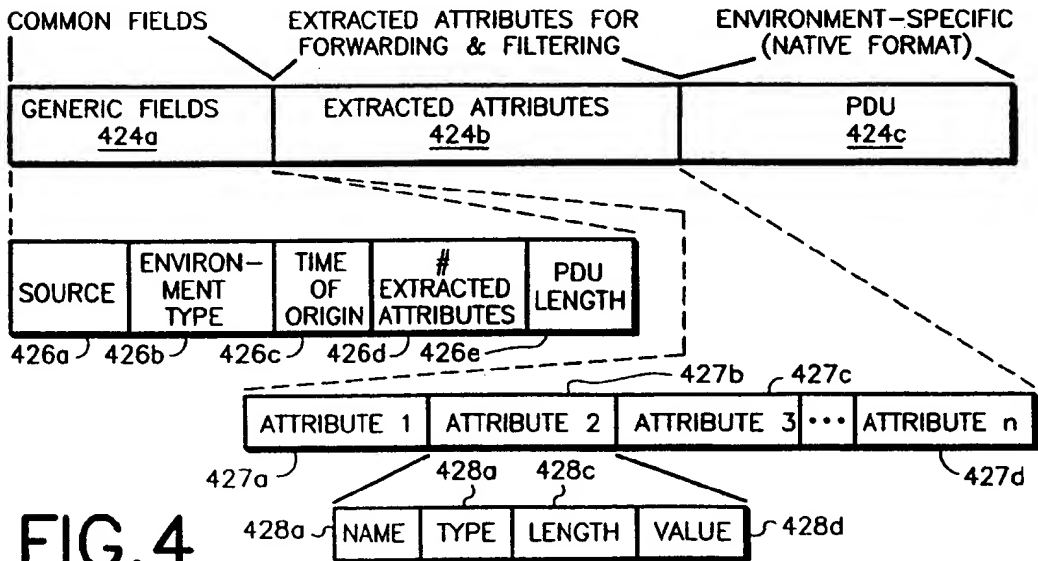 COMMON FIELDS
EXTRACTED ATTRIBUTES FOR
FORWARDING & FILTERING
ENVIRONMENT-SPECIFIC
(NATIVE FORMAT)
GENERIC FIELDS
424a
EXTRACTED ATTRIBUTES
424b
PDU
424c
SOURCE
ENVIRON-
MENT
TYPE
TIME
OF
ORIGIN
#
EXTRACTED
ATTRIBUTES
PDU
LENGTH
426a
426b
426c
426d
426e
427b
427c
ATTRIBUTE 1
ATTRIBUTE 2
ATTRIBUTE 3
•••
ATTRIBUTE n
427a
428a
428c
427d
428a
NAME
TYPE
LENGTH
VALUE
428d
FIG.4